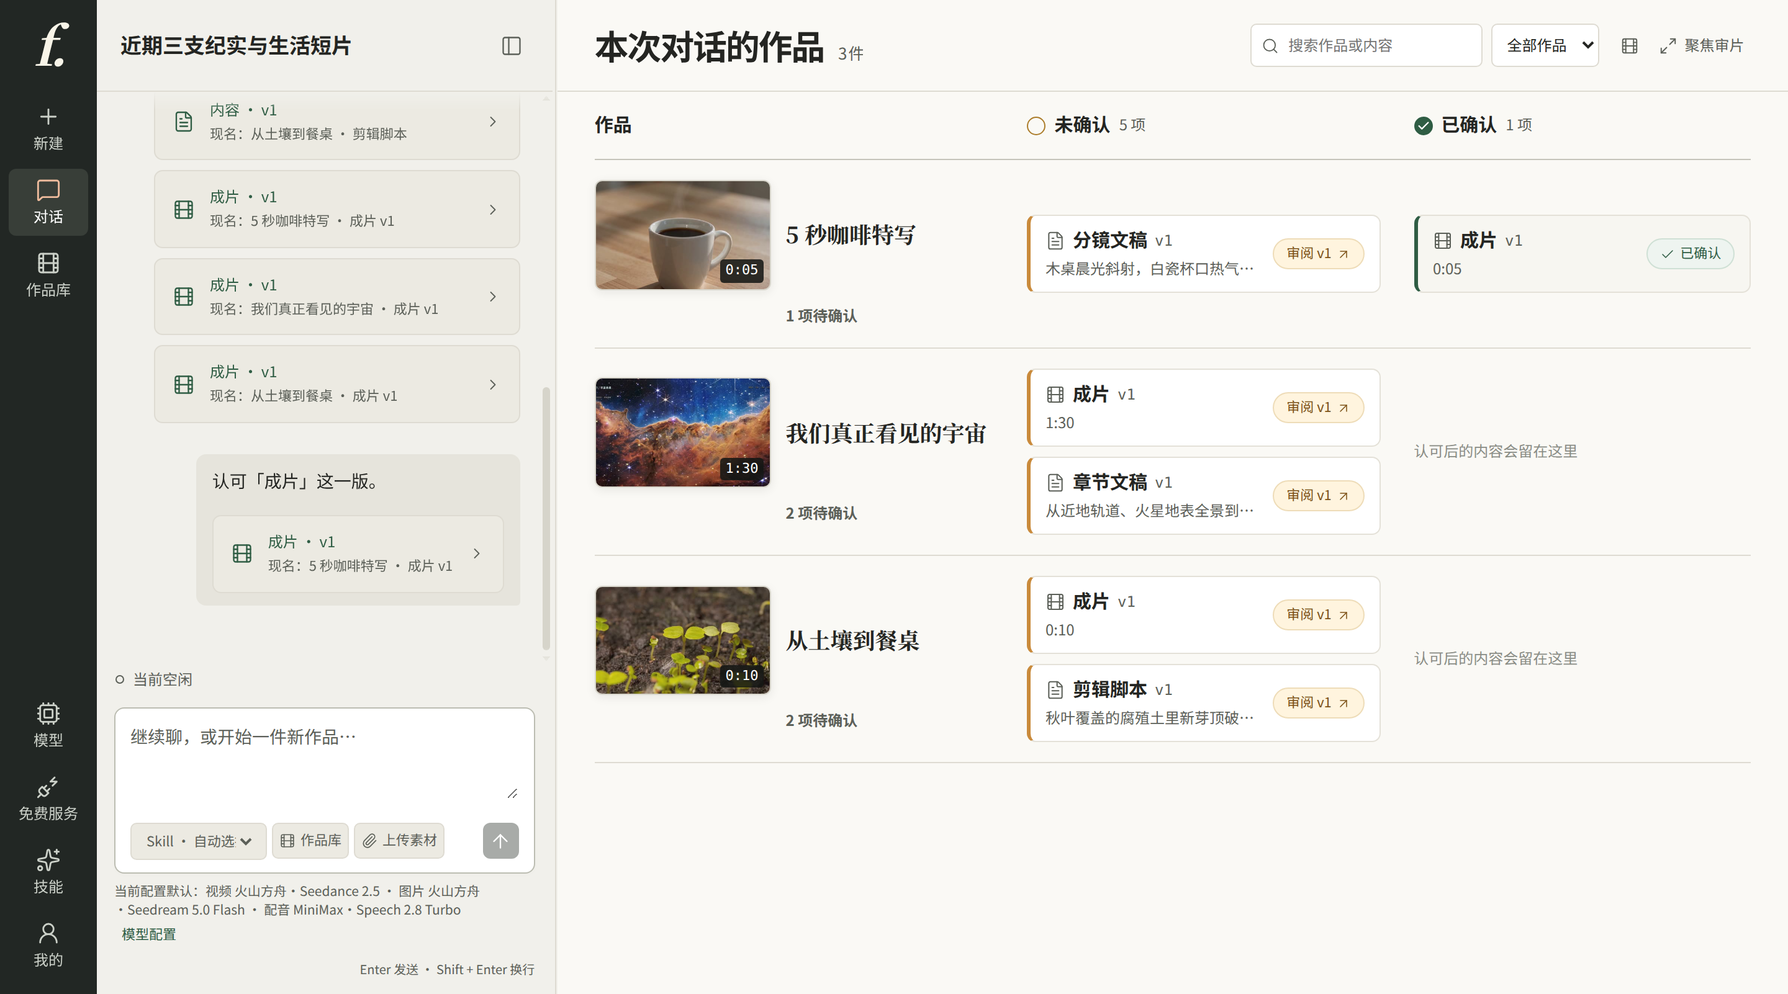 f.
新建
对话
作品库
模型
免费服务
技能
我的
近期三支纪实与生活短片
内容 · v1
现名：从土壤到餐桌 · 剪辑脚本
成片 · v1
现名：5 秒咖啡特写 · 成片 v1
成片 · v1
现名：我们真正看见的宇宙 · 成片 v1
成片 · v1
现名：从土壤到餐桌 · 成片 v1
认可「成片」这一版。
成片 · v1
现名：5 秒咖啡特写 · 成片 v1
当前空闲
继续聊，或开始一件新作品…
Skill · 自动选
作品库
上传素材
当前配置默认：视频 火山方舟 · Seedance 2.5 · 图片 火山方舟
· Seedream 5.0 Flash · 配音 MiniMax · Speech 2.8 Turbo
模型配置
Enter 发送 · Shift + Enter 换行
本次对话的作品 3 件
搜索作品或内容
全部作品
聚焦审片
作品
未确认 5 项
已确认 1 项
0:05
5 秒咖啡特写
1 项待确认
分镜文稿 v1
木桌晨光斜射，白瓷杯口热气…
审阅 v1
成片 v1
0:05
已确认
1:30
我们真正看见的宇宙
2 项待确认
成片 v1
1:30
审阅 v1
章节文稿 v1
从近地轨道、火星地表全景到…
审阅 v1
认可后的内容会留在这里
0:10
从土壤到餐桌
2 项待确认
成片 v1
0:10
审阅 v1
剪辑脚本 v1
秋叶覆盖的腐殖土里新芽顶破…
审阅 v1
认可后的内容会留在这里